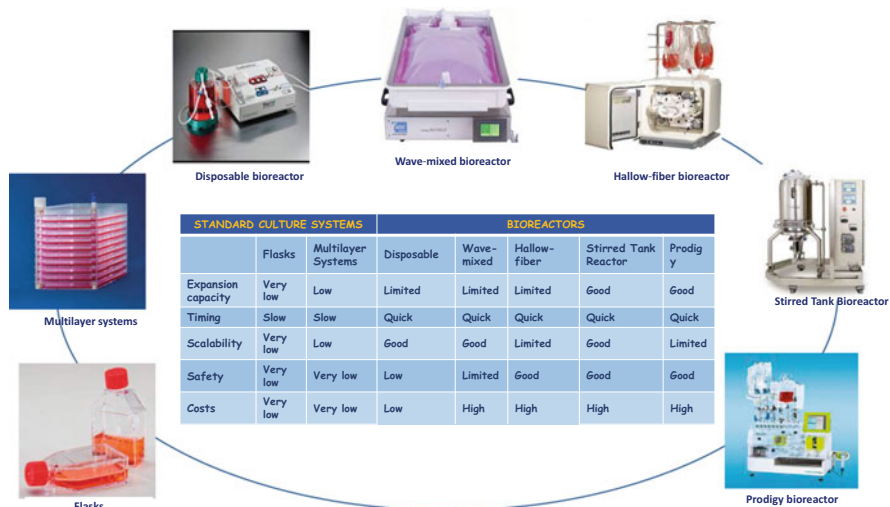 Disposable bioreactor
Wave-mixed bioreactor
Hallow-fiber bioreactor
Multilayer systems
Stirred Tank Bioreactor
Flasks
Prodigy bioreactor
STANDARD CULTURE SYSTEMS BIOREACTORS
Flasks Multilayer Systems Disposable Wave-mixed Hallow-fiber Stirred Tank Reactor Prodigy
Expansion capacity Very low Low Limited Limited Limited Good Good
Timing Slow Slow Quick Quick Quick Quick Quick
Scalability Very low Low Good Good Limited Good Limited
Safety Very low Very low Low Limited Good Good Good
Costs Very low Very low Low High High High High